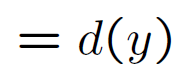 = d(y)